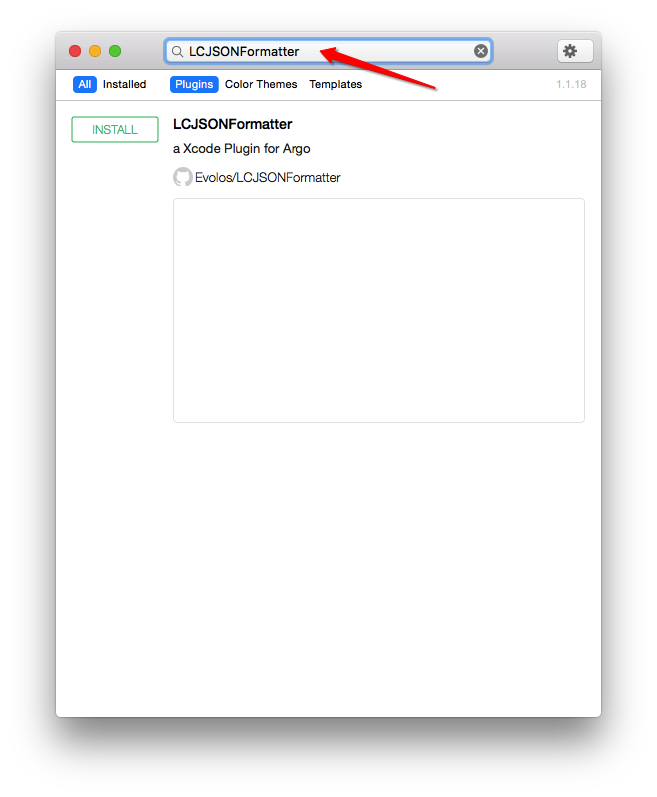 LCJSONFormatter
All Installed Plugins Color Themes Templates 1.1.18
INSTALL
LCJSONFormatter
a Xcode Plugin for Argo
Evolos/LCJSONFormatter